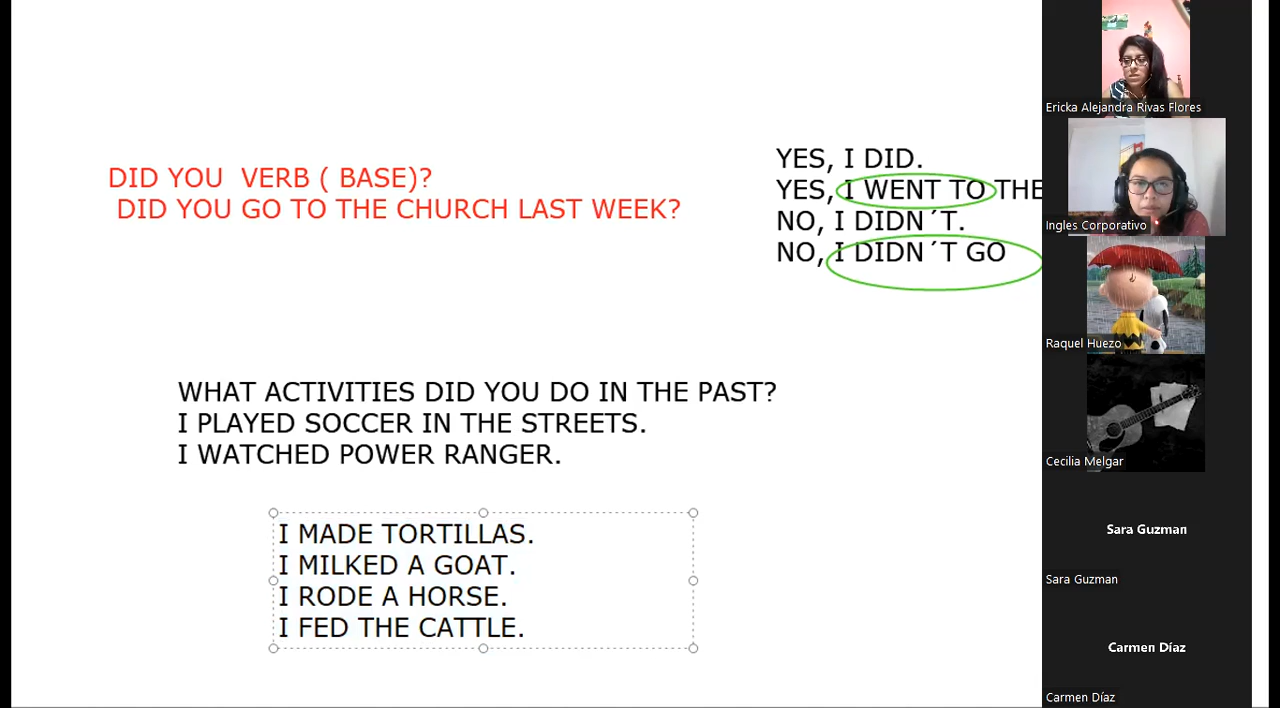 DID YOU VERB ( BASE)?
DID YOU GO TO THE CHURCH LAST WEEK?
YES, I DID.
YES, I WENT TO THE
NO, I DIDN´T.
NO, I DIDN´T GO
WHAT ACTIVITIES DID YOU DO IN THE PAST?
I PLAYED SOCCER IN THE STREETS.
I WATCHED POWER RANGER.
I MADE TORTILLAS.
I MILKED A GOAT.
I RODE A HORSE.
I FED THE CATTLE.
Ericka Alejandra Rivas Flores
Ingles Corporativo
Raquel Huezo
Cecilia Melgar
Sara Guzman
Sara Guzman
Carmen Díaz
Carmen Díaz